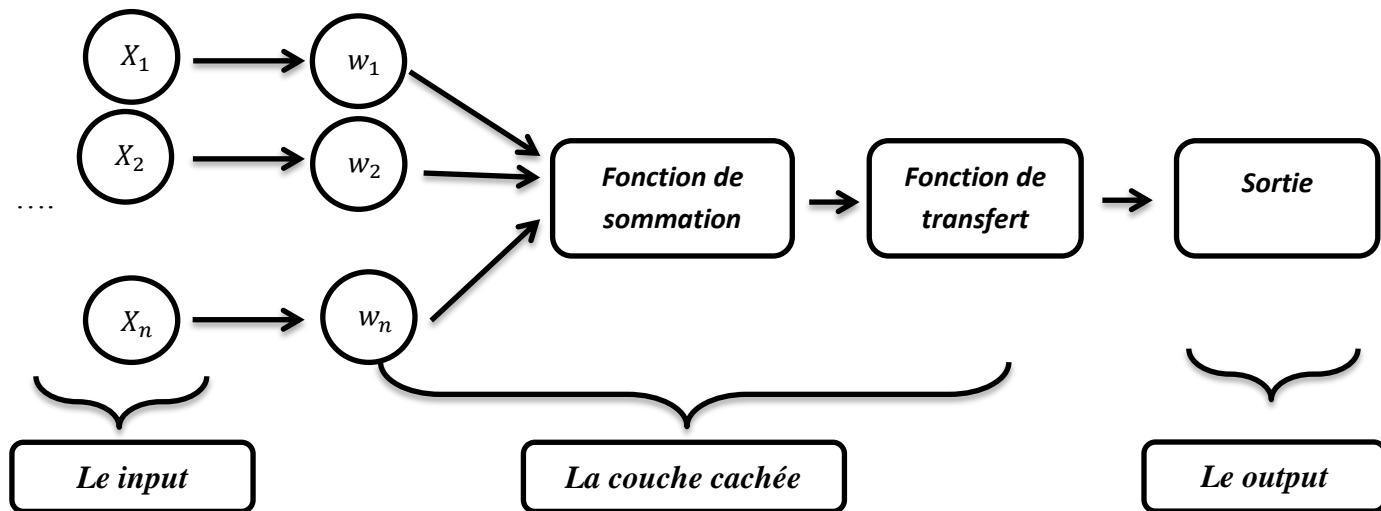 X₁
w₁
X₂
w₂
....
Fonction de
sommation
Fonction de
transfert
Sortie
Xₙ
wₙ
Le input
La couche cachée
Le output